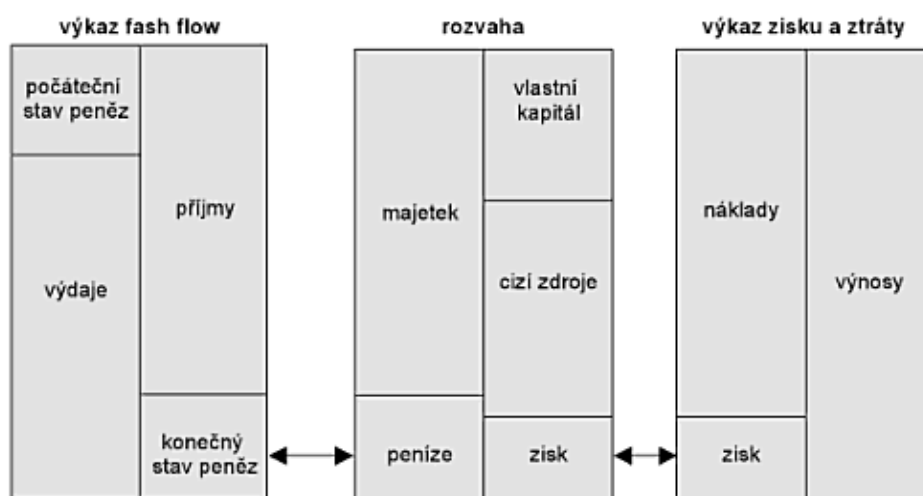 výkaz fash flow
počáteční
stav peněz
výdaje
příjmy
konečný
stav peněz
rozvaha
majetek
peníze
vlastní
kapitál
cizí zdroje
zisk
výkaz zisku a ztráty
náklady
zisk
výnosy